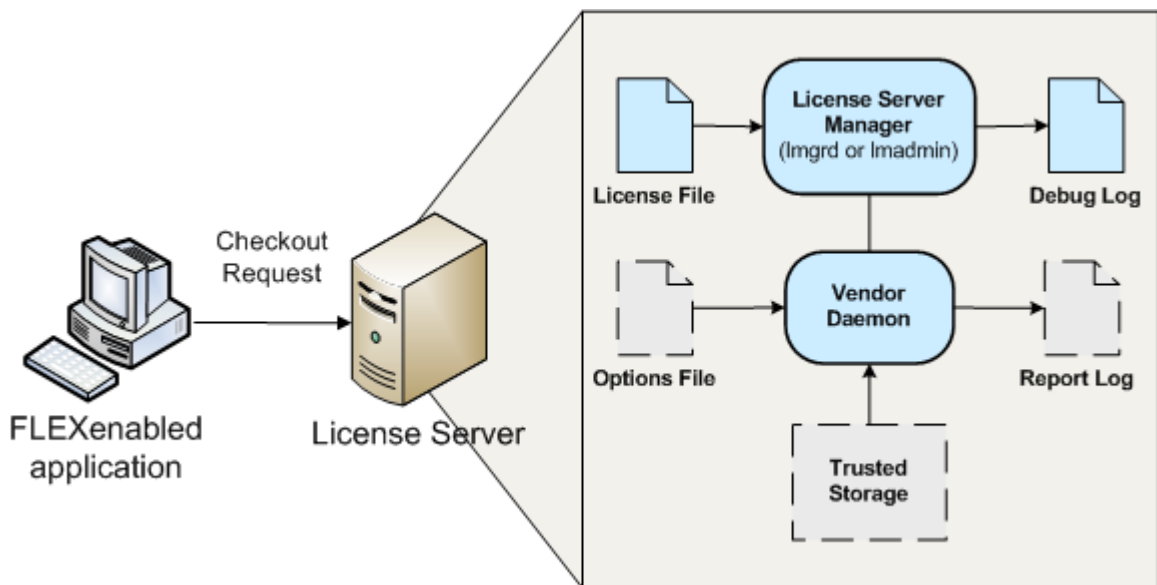 Checkout
Request
FLEXenabled
application
License Server
License File
License Server
Manager
(lmgrd or lmadmin)
Debug Log
Options File
Vendor
Daemon
Report Log
Trusted
Storage